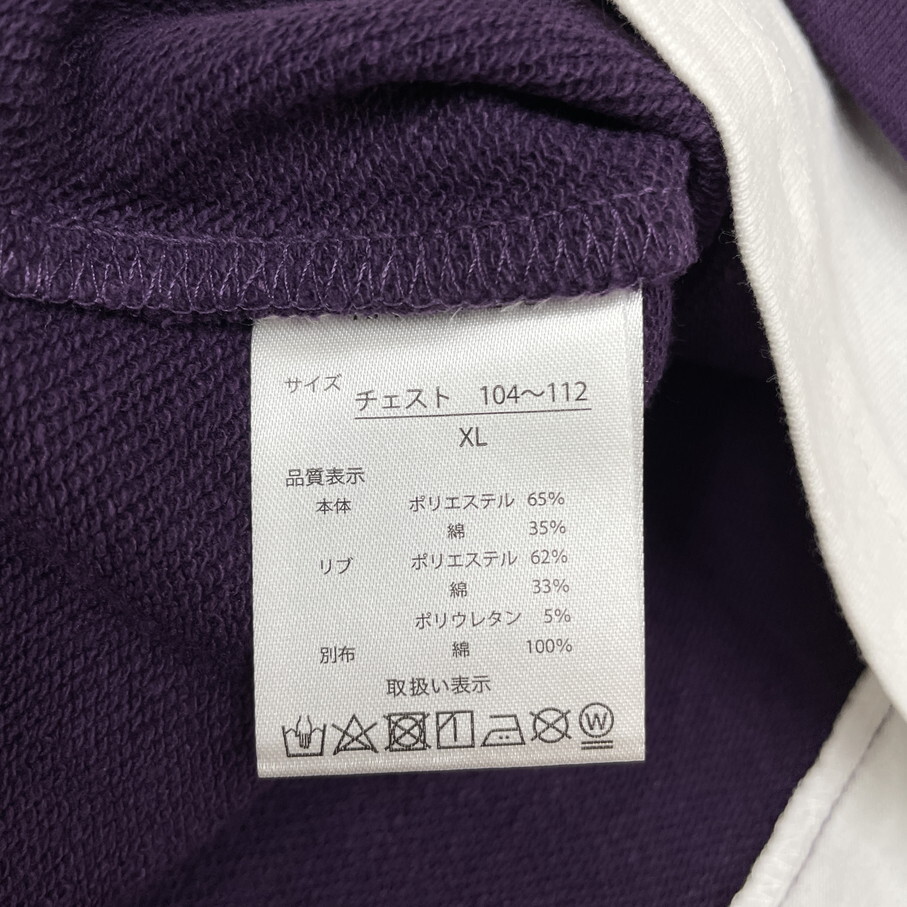 サイズ チェスト 104～112
XL
品質表示
本体 ポリエステル 65%
綿 35%
リブ ポリエステル 62%
綿 33%
ポリウレタン 5%
別布 綿 100%
取扱い表示
W